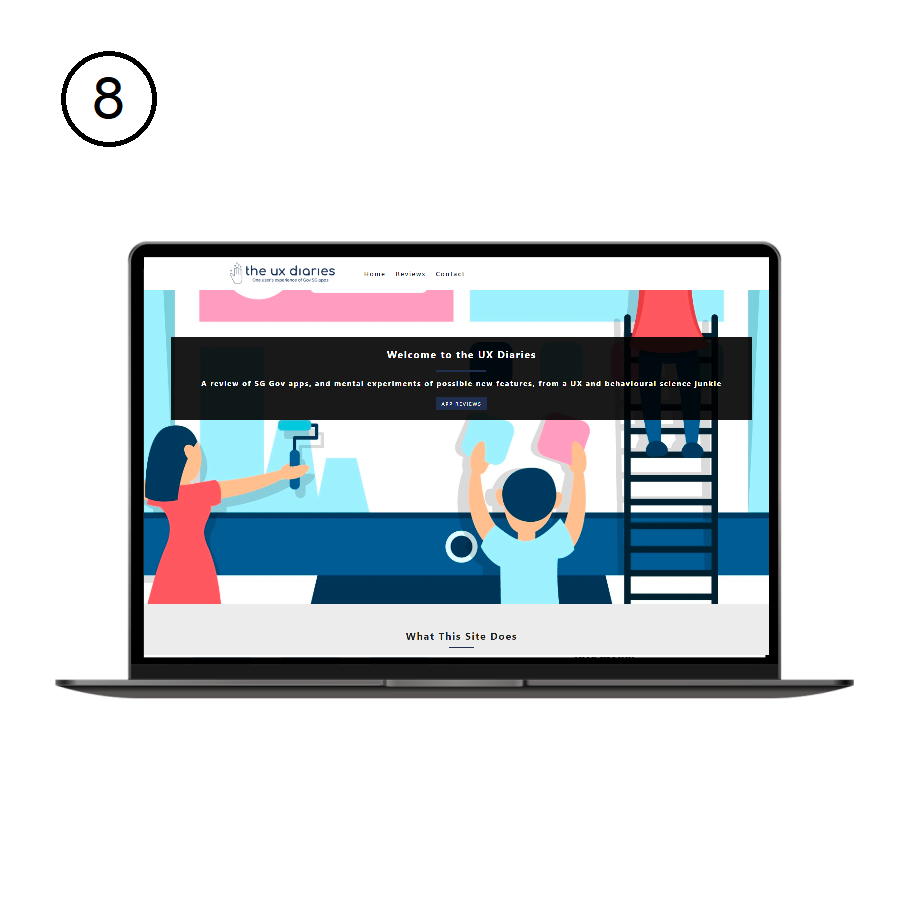 8
the ux diaries
One user's experience of Gov SG apps
Home Reviews Contact
Welcome to the UX Diaries
A review of SG Gov apps, and mental experiments of possible new features, from a UX and behavioural science junkie
APP REVIEWS
What This Site Does